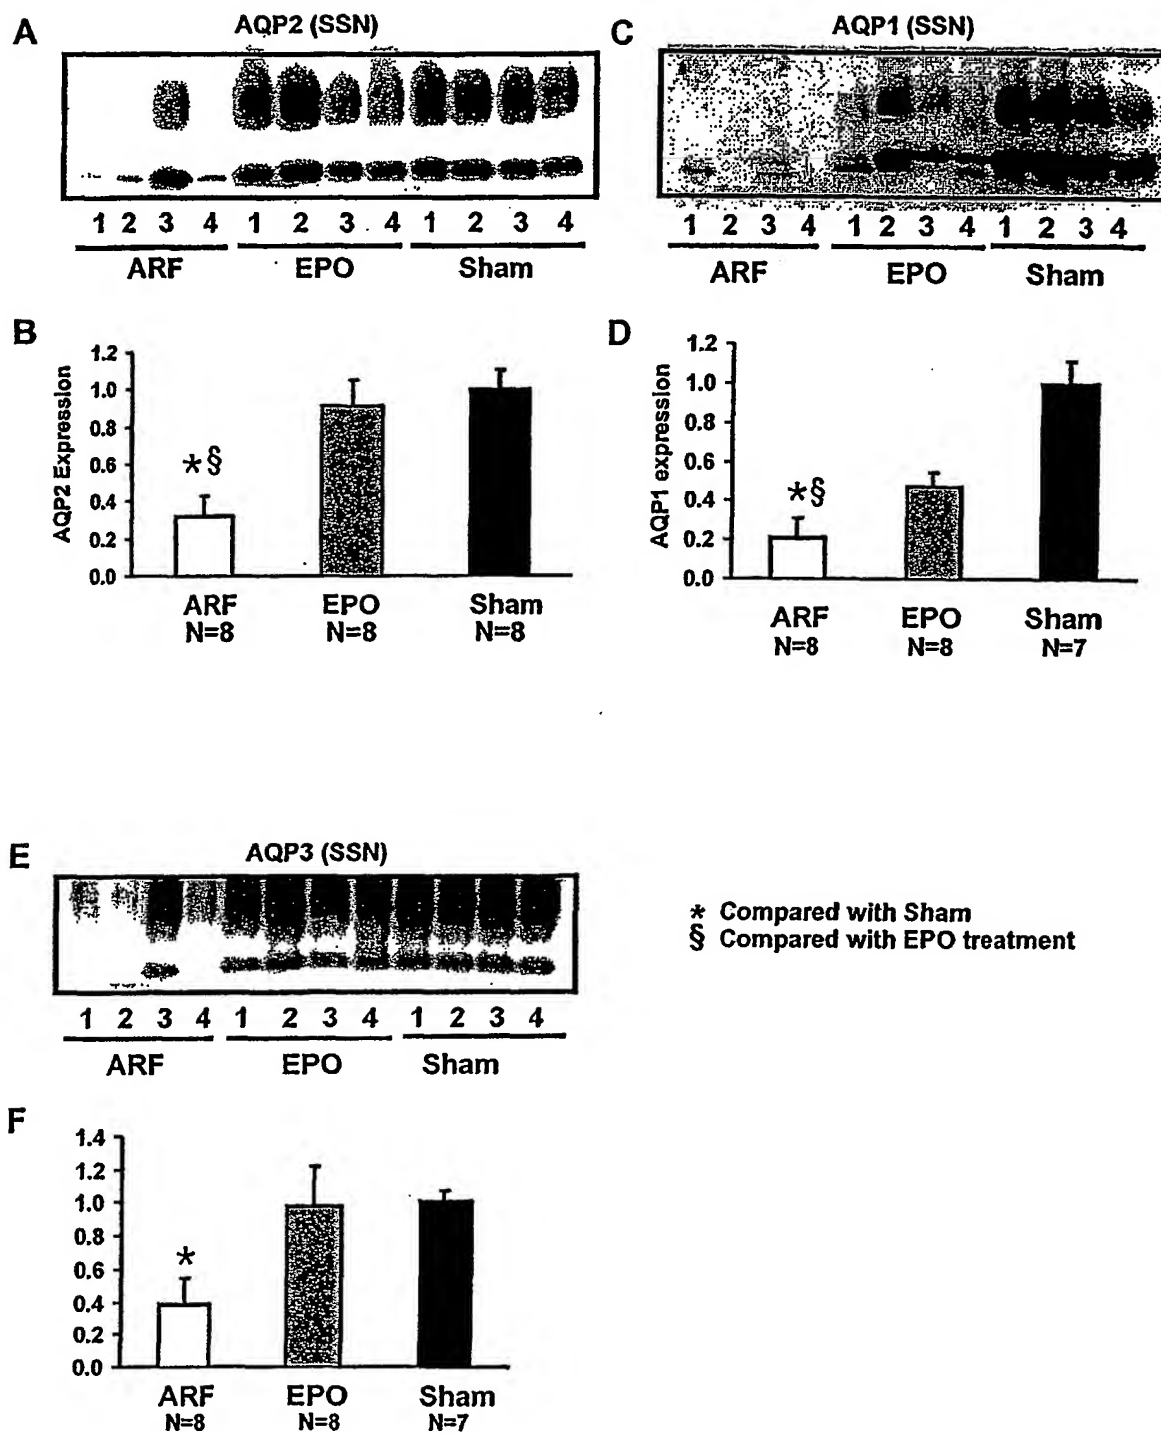 A
AQP2 (SSN)
1 2 3 4 1 2 3 4 1 2 3 4
ARF EPO Sham
B
AQP2 Expression
1.2
1.0
0.8
0.6
0.4
0.2
0.0
*§
ARF EPO Sham
N=8 N=8 N=8
C
AQP1 (SSN)
1 2 3 4 1 2 3 4 1 2 3 4
ARF EPO Sham
D
AQP1 expression
1.2
1.0
0.8
0.6
0.4
0.2
0.0
*§
ARF EPO Sham
N=8 N=8 N=7
E
AQP3 (SSN)
1 2 3 4 1 2 3 4 1 2 3 4
ARF EPO Sham
* Compared with Sham
§ Compared with EPO treatment
F
1.4
1.2
1.0
0.8
0.6
0.4
0.2
0.0
*
ARF EPO Sham
N=8 N=8 N=7